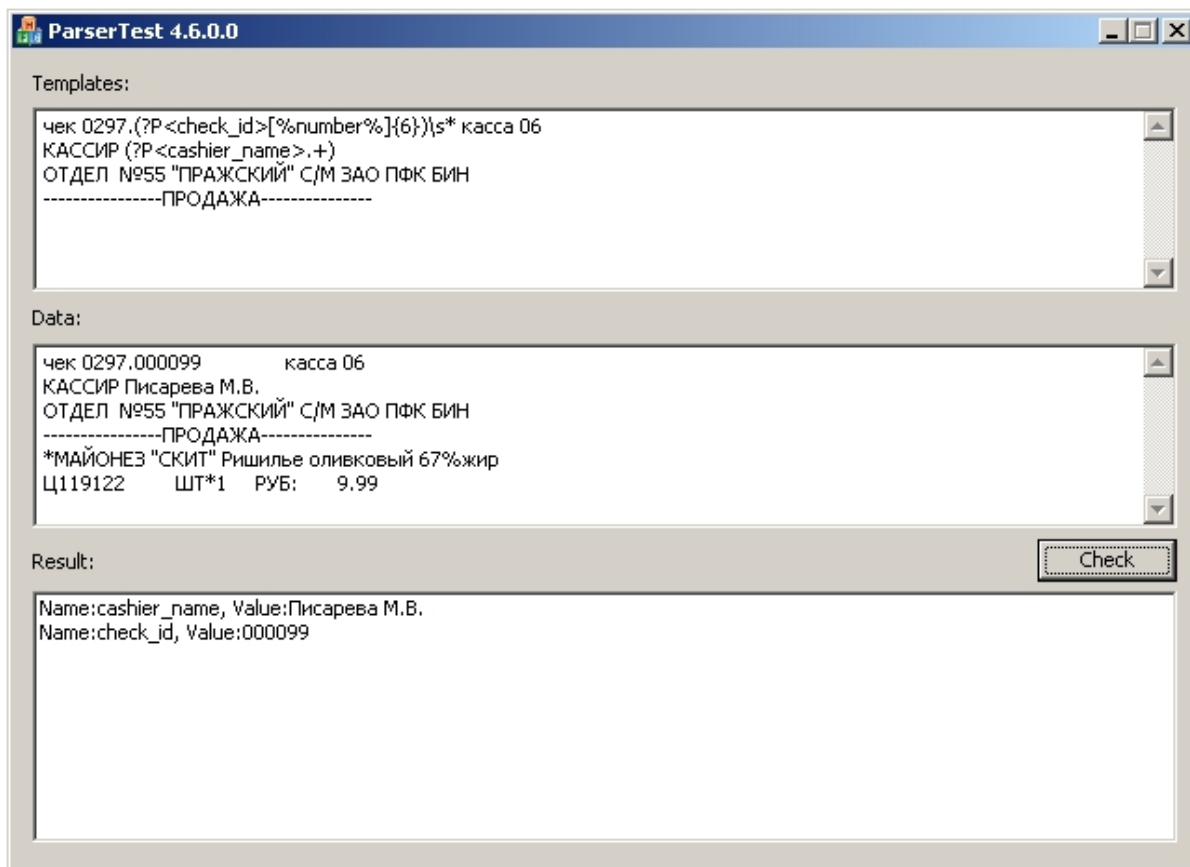 ParserTest 4.6.0.0
Templates:
чек 0297.(?P<check_id>[%number%]{6})\s* касса 06
КАССИР (?P<cashier_name>.+)
ОТДЕЛ  №55 "ПРАЖСКИЙ" С/М ЗАО ПФК БИН
----------------ПРОДАЖА---------------
Data:
чек 0297.000099               касса 06
КАССИР Писарева М.В.
ОТДЕЛ  №55 "ПРАЖСКИЙ" С/М ЗАО ПФК БИН
----------------ПРОДАЖА---------------
*МАЙОНЕЗ "СКИТ" Ришилье оливковый 67%жир
Ц119122         ШТ*1     РУБ:       9.99
Result:
Check
Name:cashier_name, Value:Писарева М.В.
Name:check_id, Value:000099